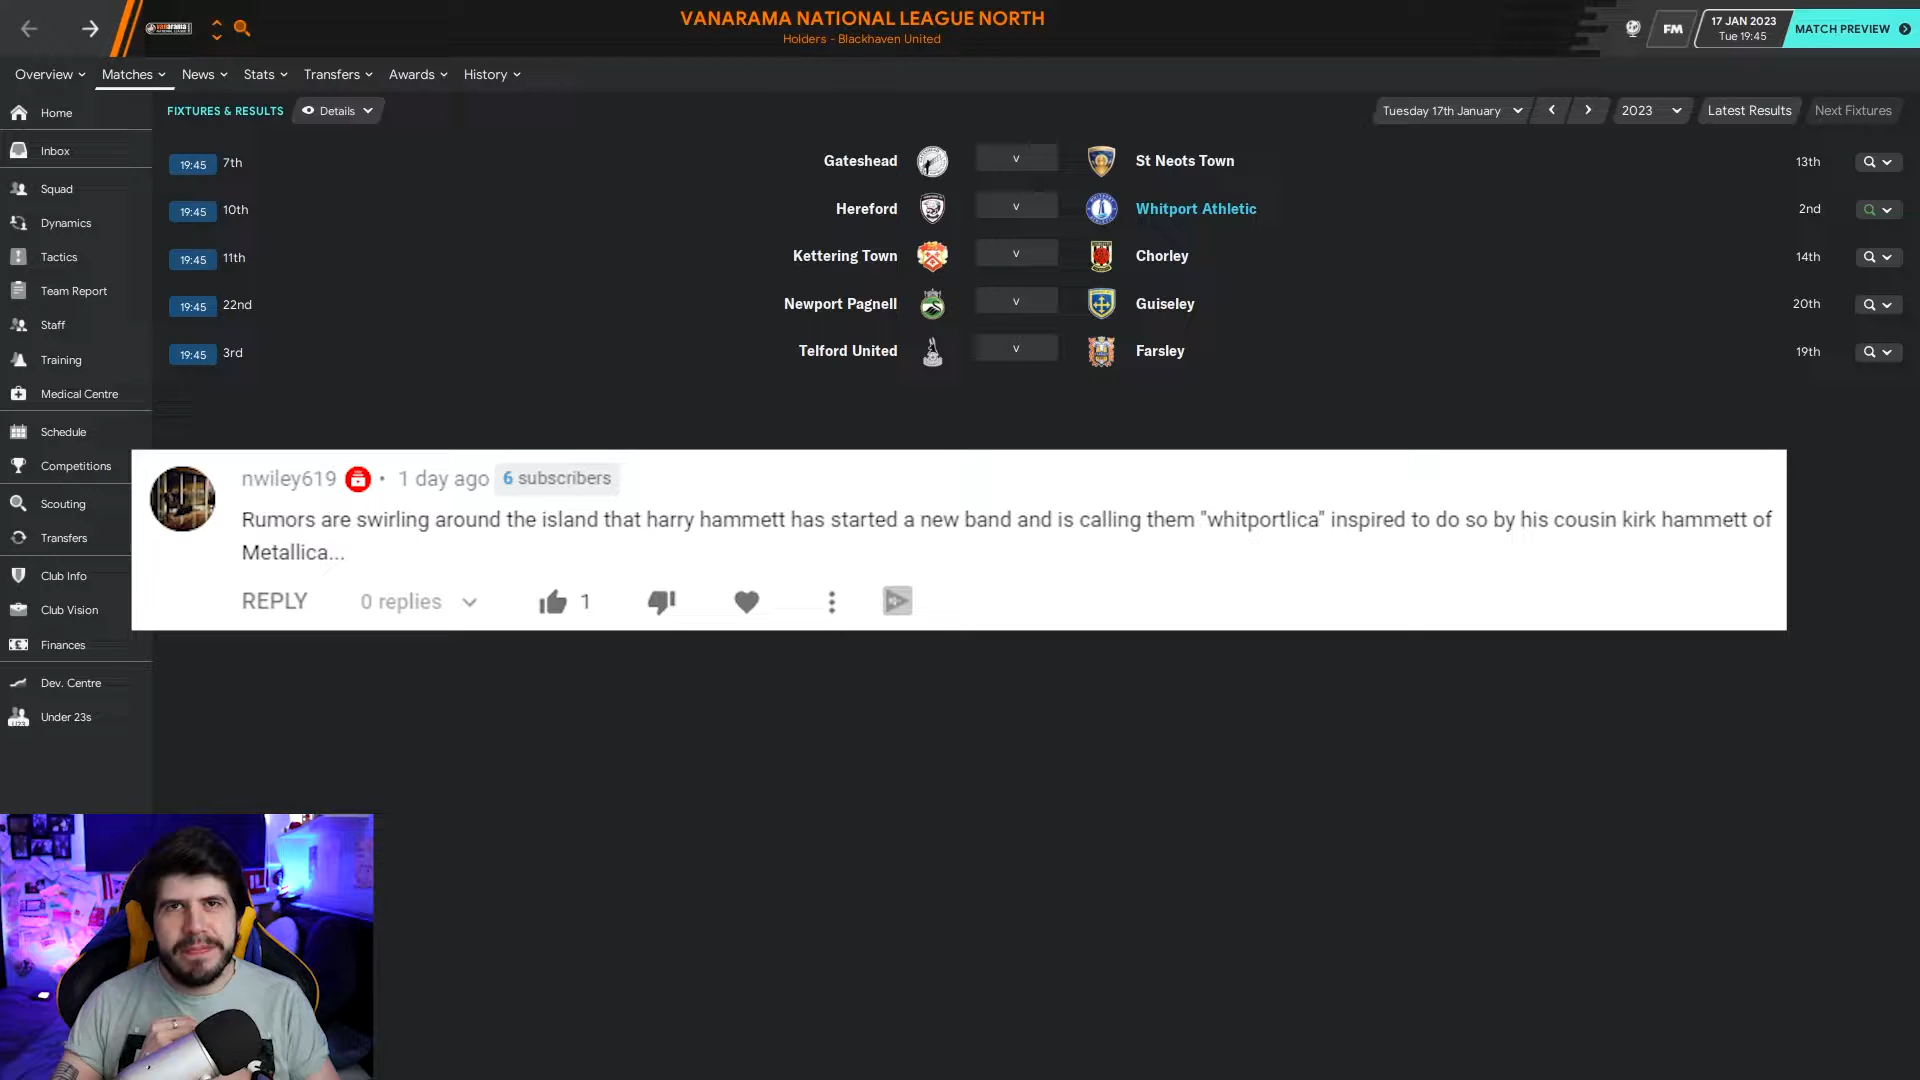 VANARAMA NATIONAL LEAGUE NORTH
Holders - Blackhaven United
FM
17 JAN 2023
Tue 19:45
MATCH PREVIEW
Overview
Matches
News
Stats
Transfers
Awards
History
FIXTURES & RESULTS
Details
Tuesday 17th January
2023
Latest Results
Next Fixtures
19:45 7th Gateshead v St Neots Town 13th
19:45 10th Hereford v Whitport Athletic 2nd
19:45 11th Kettering Town v Chorley 14th
19:45 22nd Newport Pagnell v Guiseley 20th
19:45 3rd Telford United v Farsley 19th
Home
Inbox
Squad
Dynamics
Tactics
Team Report
Staff
Training
Medical Centre
Schedule
Competitions
Scouting
Transfers
Club Info
Club Vision
Finances
Dev. Centre
Under 23s
nwiley619 • 1 day ago 6 subscribers
Rumors are swirling around the island that harry hammett has started a new band and is calling them "whitportlica" inspired to do so by his cousin kirk hammett of
Metallica...
REPLY 0 replies 1